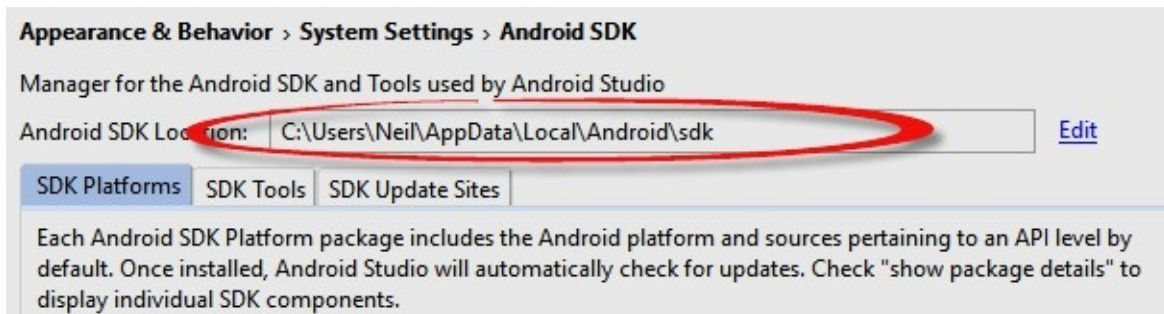 Appearance & Behavior › System Settings › Android SDK
Manager for the Android SDK and Tools used by Android Studio
Android SDK Location: C:\Users\Neil\AppData\Local\Android\sdk Edit
SDK Platforms SDK Tools SDK Update Sites
Each Android SDK Platform package includes the Android platform and sources pertaining to an API level by
default. Once installed, Android Studio will automatically check for updates. Check "show package details" to
display individual SDK components.